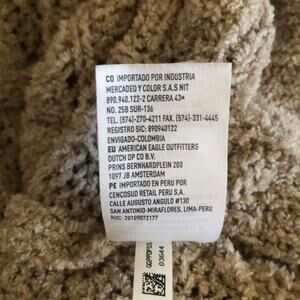 CO IMPORTADO POR INDUSTRIA
MERCADEO Y COLOR S.A.S NIT
890.940.122-2 CARRERA 43ª
NO. 25B SUR-136
TEL.(574)-270-4211 FAX.(574)-331-4445
REGISTRO SIC: 890940122
ENVIGADO-COLOMBIA
EU AMERICAN EAGLE OUTFITTERS
DUTCH OP CO B.V.
PRINS BERNHARDPLEIN 200
1097 JB AMSTERDAM
PE IMPORTADO EN PERU POR
CENCOSUD RETAIL PERU S.A.
CALLE AUGUSTO ANGULO #130
SAN ANTONIO-MIRAFLORES, LIMA-PERU
RUC: 20109072177
03644